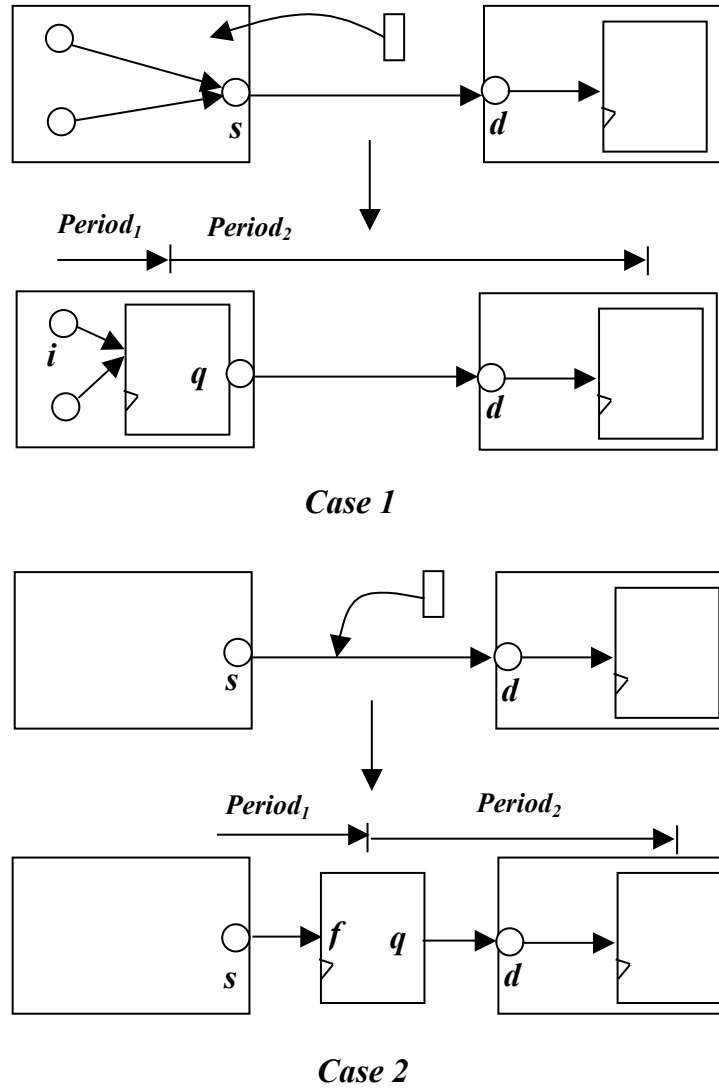 s
d
Period₁ Period₂
i
q
d
Case 1
s
d
Period₁ Period₂
f q
s
d
Case 2